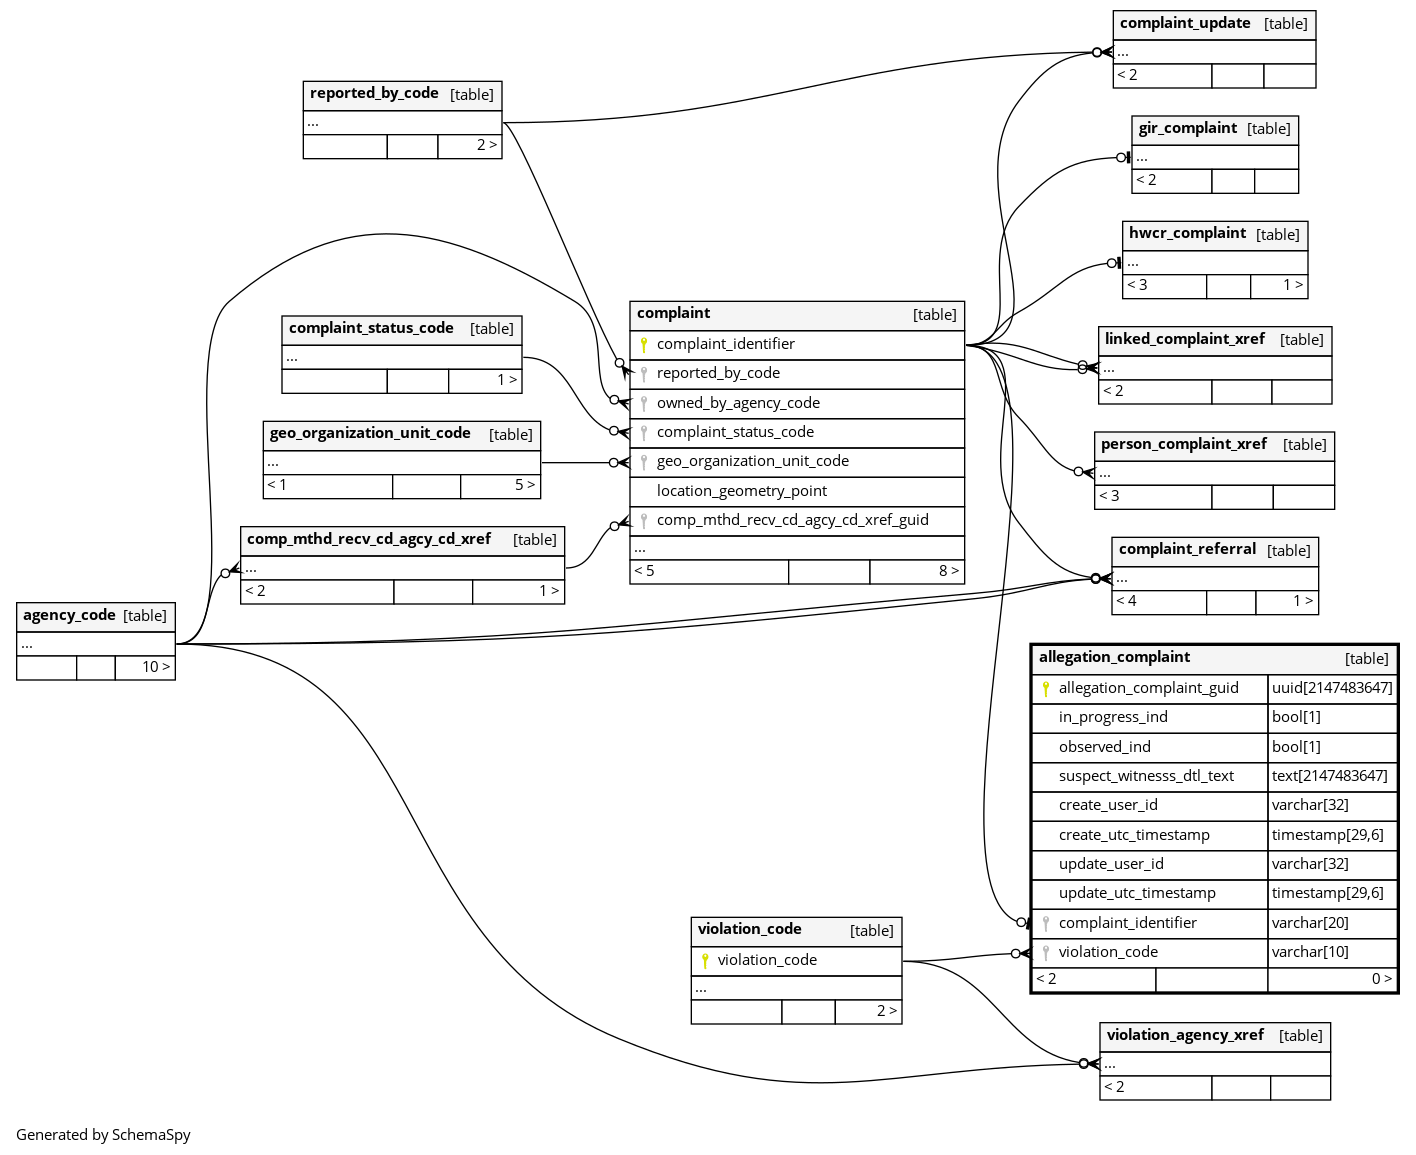 complaint_update [table]
...
< 2
reported_by_code [table]
...
2 >
gir_complaint [table]
...
< 2
hwcr_complaint [table]
...
< 3 1 >
complaint_status_code [table]
...
1 >
geo_organization_unit_code [table]
...
< 1 5 >
comp_mthd_recv_cd_agcy_cd_xref [table]
...
< 2 1 >
agency_code [table]
...
10 >
complaint [table]
complaint_identifier
reported_by_code
owned_by_agency_code
complaint_status_code
geo_organization_unit_code
location_geometry_point
comp_mthd_recv_cd_agcy_cd_xref_guid
...
< 5 8 >
linked_complaint_xref [table]
...
< 2
person_complaint_xref [table]
...
< 3
complaint_referral [table]
...
< 4 1 >
allegation_complaint [table]
allegation_complaint_guid uuid[2147483647]
in_progress_ind bool[1]
observed_ind bool[1]
suspect_witnesss_dtl_text text[2147483647]
create_user_id varchar[32]
create_utc_timestamp timestamp[29,6]
update_user_id varchar[32]
update_utc_timestamp timestamp[29,6]
complaint_identifier varchar[20]
violation_code varchar[10]
< 2 0 >
violation_code [table]
violation_code
...
2 >
violation_agency_xref [table]
...
< 2
Generated by SchemaSpy